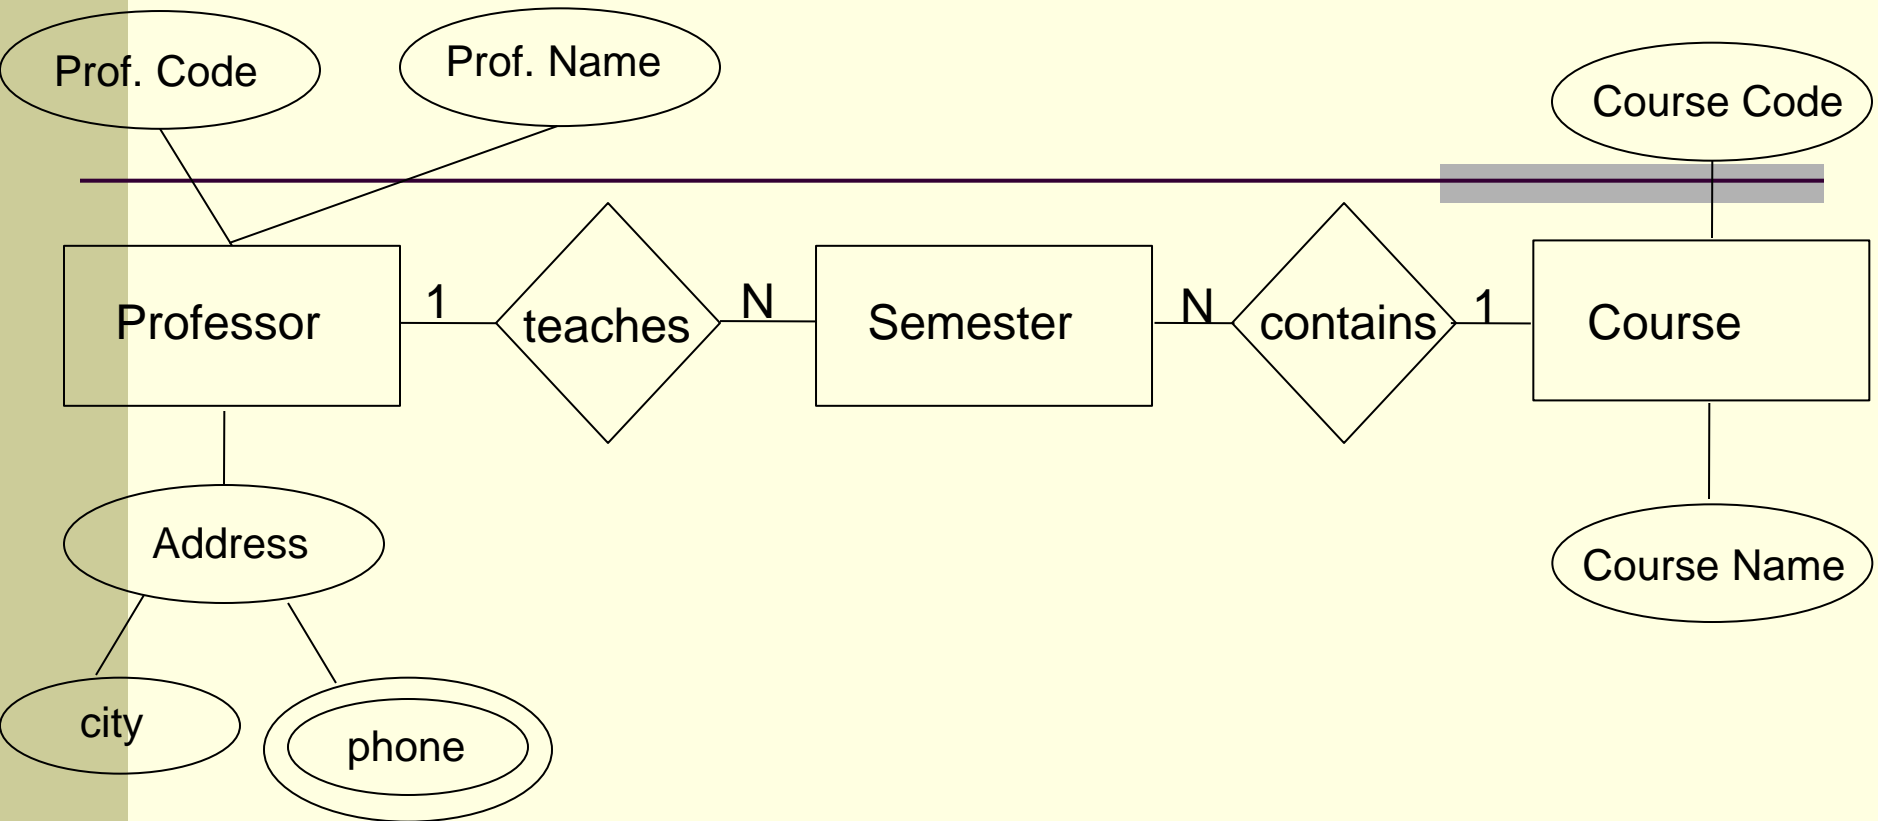 Prof. Code
Prof. Name
Course Code
Professor
1
teaches
N
Semester
N
contains
1
Course
Address
Course Name
city
phone